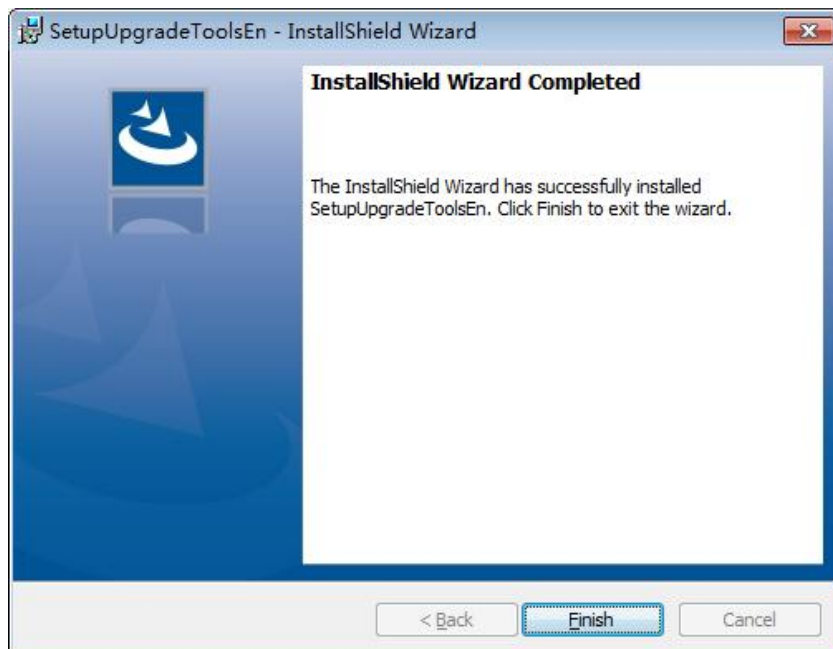 SetupUpgradeToolsEn - InstallShield Wizard
InstallShield Wizard Completed
The InstallShield Wizard has successfully installed
SetupUpgradeToolsEn. Click Finish to exit the wizard.
< Back
Finish
Cancel